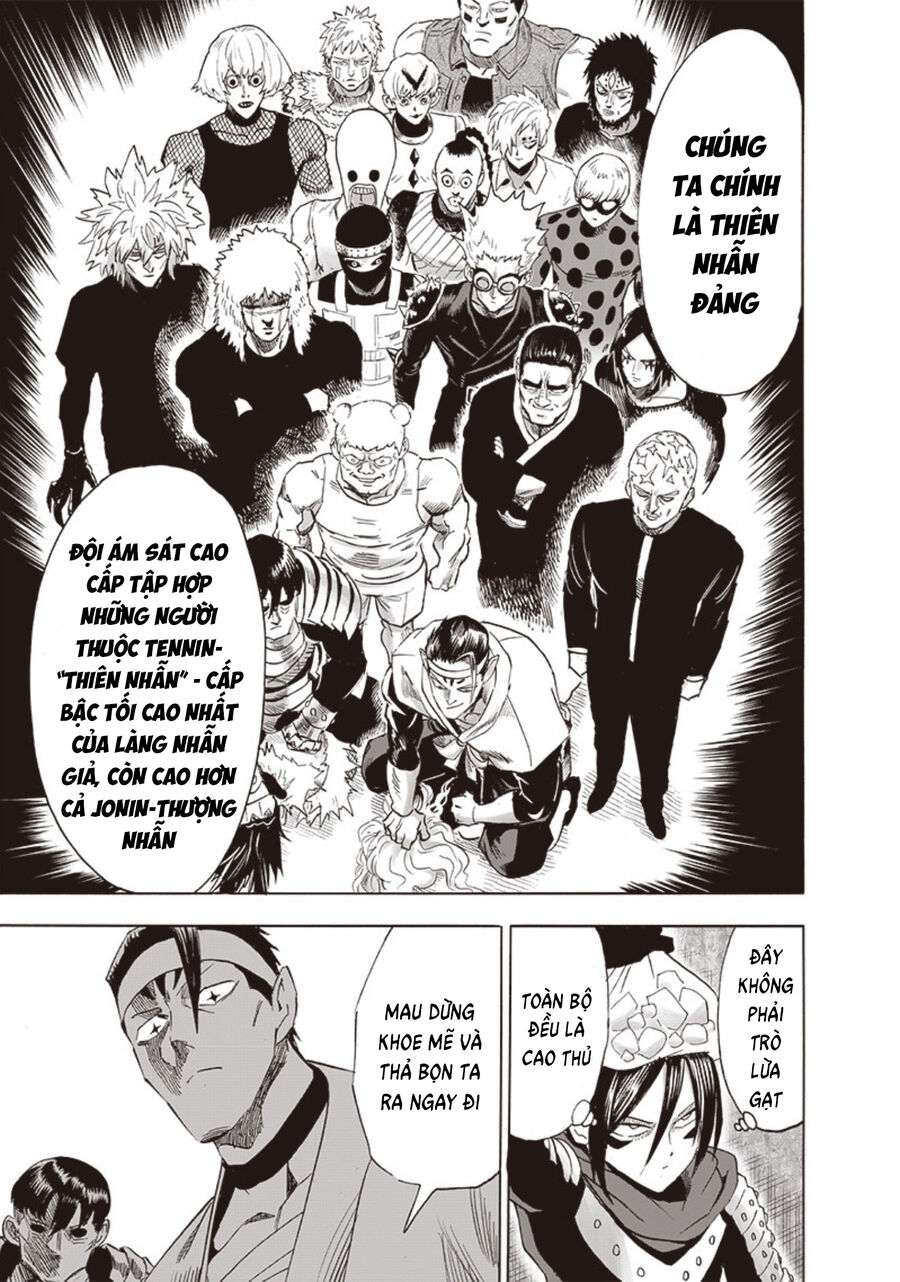 CHÚNG
TA CHÍNH
LÀ THIÊN
NHẪN
ĐẢNG
ĐỘI ÁM SÁT CAO
CẤP TẬP HỢP
NHỮNG NGƯỜI
THUỘC TENNIN-
"THIÊN NHẪN" - CẤP
BẬC TỐI CAO NHẤT
CỦA LÀNG NHẪN
GIẢ, CÒN CAO HƠN
CẢ JONIN-THƯỢNG
NHẪN
ĐÂY
KHÔNG
PHẢI
TRÒ
LỪA
GẠT
TOÀN BỘ
ĐỀU LÀ
CAO THỦ
MAU DỪNG
KHOE MẼ VÀ
THẢ BỌN TA
RA NGAY ĐI